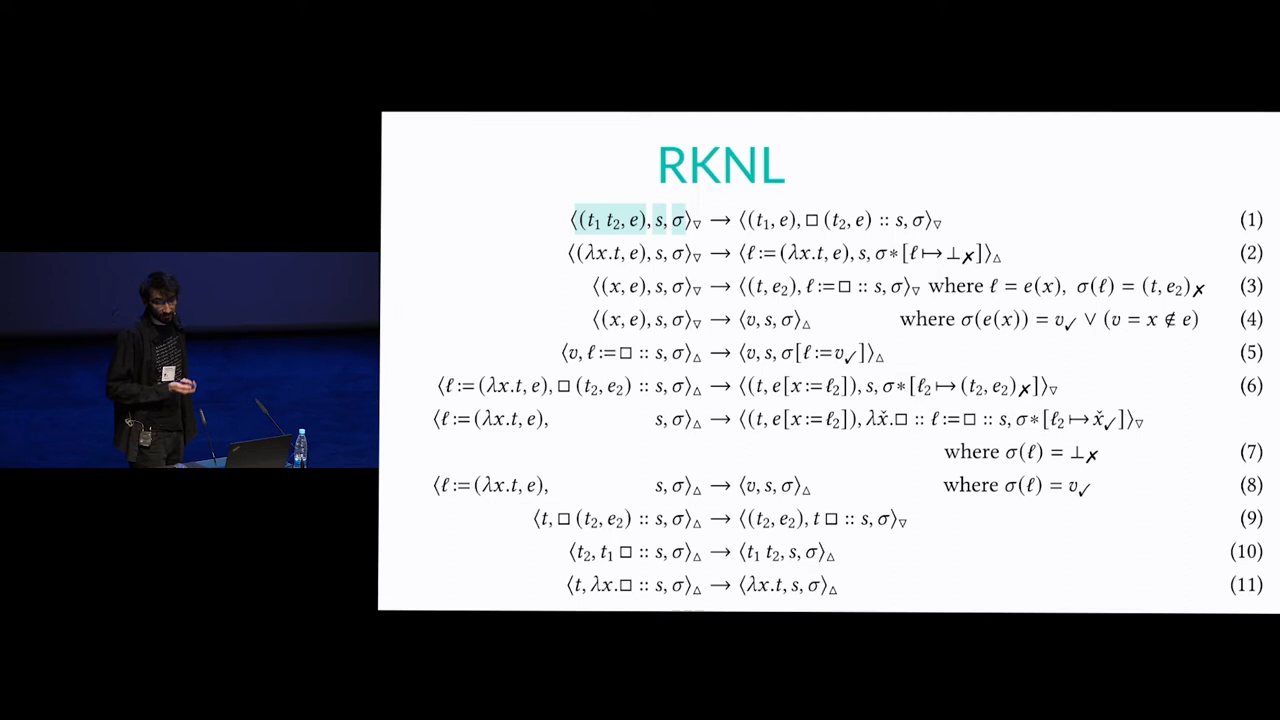 RKNL
⟨(t₁ t₂, e), s, σ⟩▽ → ⟨(t₁, e), □ (t₂, e) :: s, σ⟩▽ (1)
⟨(λx.t, e), s, σ⟩▽ → ⟨ℓ := (λx.t, e), s, σ * [ℓ ↦ ⊥✗]⟩△ (2)
⟨(x, e), s, σ⟩▽ → ⟨(t, e₂), ℓ := □ :: s, σ⟩▽ where ℓ = e(x), σ(ℓ) = (t, e₂)✗ (3)
⟨(x, e), s, σ⟩▽ → ⟨v, s, σ⟩△ where σ(e(x)) = v✓ ∨ (v = x ∉ e) (4)
⟨v, ℓ := □ :: s, σ⟩△ → ⟨v, s, σ[ℓ := v✓]⟩△ (5)
⟨ℓ := (λx.t, e), □ (t₂, e₂) :: s, σ⟩△ → ⟨(t, e[x := ℓ₂]), s, σ * [ℓ₂ ↦ (t₂, e₂)✗]⟩▽ (6)
⟨ℓ := (λx.t, e), s, σ⟩△ → ⟨(t, e[x := ℓ₂]), λx̌.□ :: ℓ := □ :: s, σ * [ℓ₂ ↦ x̌✓]⟩▽
where σ(ℓ) = ⊥✗ (7)
⟨ℓ := (λx.t, e), s, σ⟩△ → ⟨v, s, σ⟩△ where σ(ℓ) = v✓ (8)
⟨t, □ (t₂, e₂) :: s, σ⟩△ → ⟨(t₂, e₂), t □ :: s, σ⟩▽ (9)
⟨t₂, t₁ □ :: s, σ⟩△ → ⟨t₁ t₂, s, σ⟩△ (10)
⟨t, λx.□ :: s, σ⟩△ → ⟨λx.t, s, σ⟩△ (11)